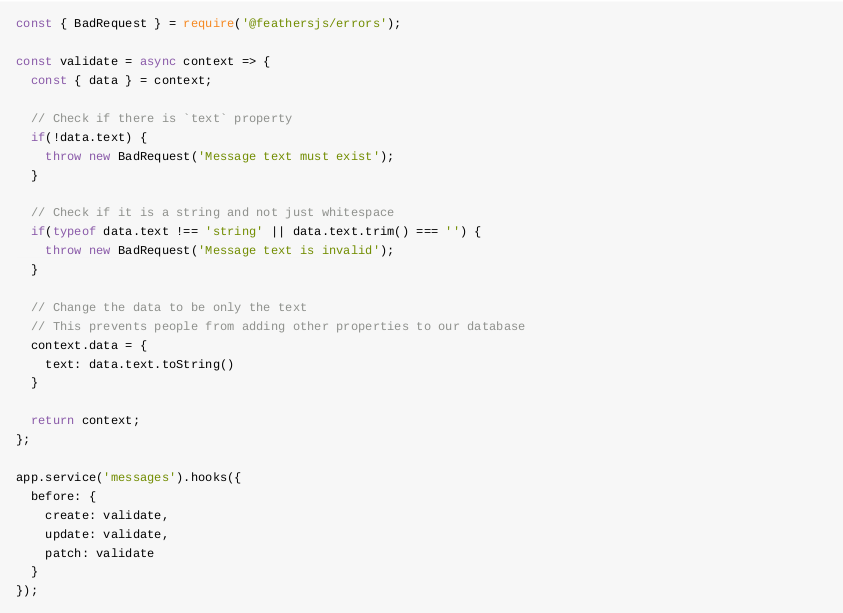 const { BadRequest } = require('@feathersjs/errors');

const validate = async context => {
  const { data } = context;

  // Check if there is `text` property
  if(!data.text) {
    throw new BadRequest('Message text must exist');
  }

  // Check if it is a string and not just whitespace
  if(typeof data.text !== 'string' || data.text.trim() === '') {
    throw new BadRequest('Message text is invalid');
  }

  // Change the data to be only the text
  // This prevents people from adding other properties to our database
  context.data = {
    text: data.text.toString()
  }

  return context;
};

app.service('messages').hooks({
  before: {
    create: validate,
    update: validate,
    patch: validate
  }
});